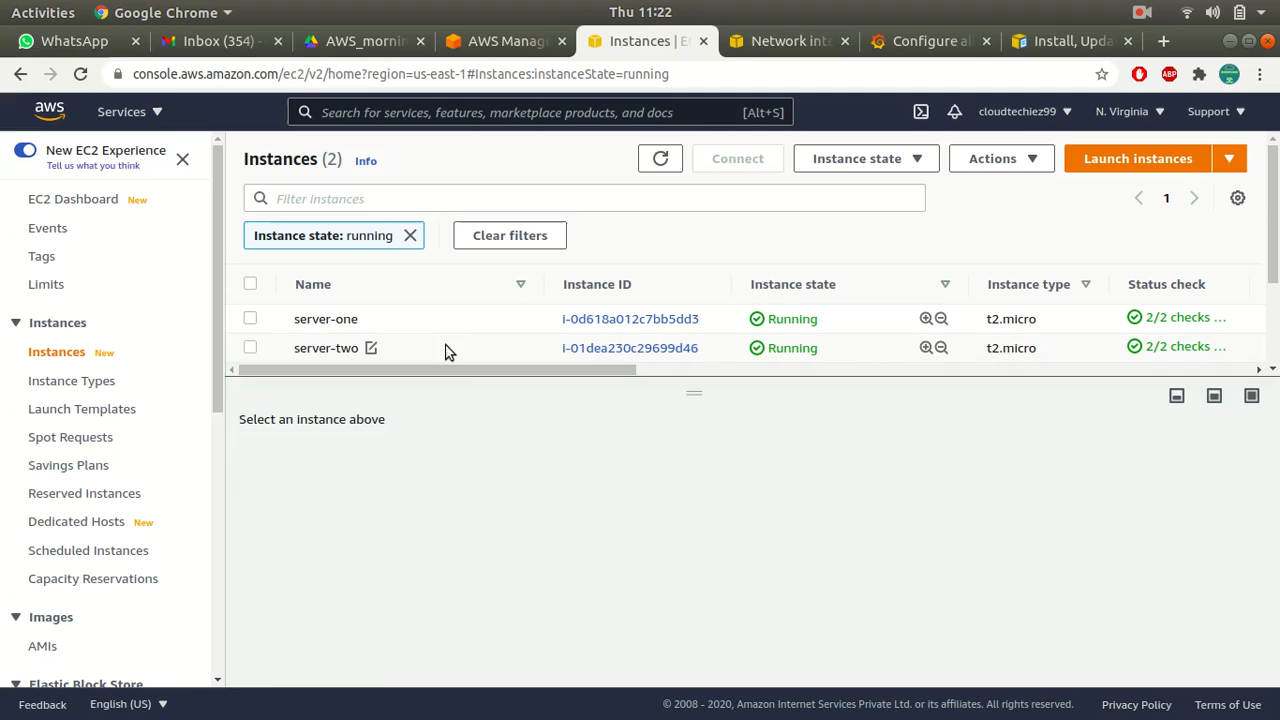 Activities Google Chrome Thu 11:22
WhatsApp Inbox (354) - AWS_mornin AWS Manage Instances | E Network inte Configure al Install, Upda
console.aws.amazon.com/ec2/v2/home?region=us-east-1#Instances:instanceState=running ABP
aws Services Search for services, features, marketplace products, and docs [Alt+S] cloudtechiez99 N. Virginia Support
New EC2 Experience
Tell us what you think
EC2 Dashboard New
Events
Tags
Limits
Instances
Instances New
Instance Types
Launch Templates
Spot Requests
Savings Plans
Reserved Instances
Dedicated Hosts New
Scheduled Instances
Capacity Reservations
Images
AMIs
Elastic Block Store
Instances (2) Info Connect Instance state Actions Launch instances
Filter instances 1
Instance state: running Clear filters
Name Instance ID Instance state Instance type Status check
server-one i-0d618a012c7bb5dd3 Running t2.micro 2/2 checks ...
server-two i-01dea230c29699d46 Running t2.micro 2/2 checks ...
Select an instance above
Feedback English (US) © 2008 - 2020, Amazon Internet Services Private Ltd. or its affiliates. All rights reserved. Privacy Policy Terms of Use